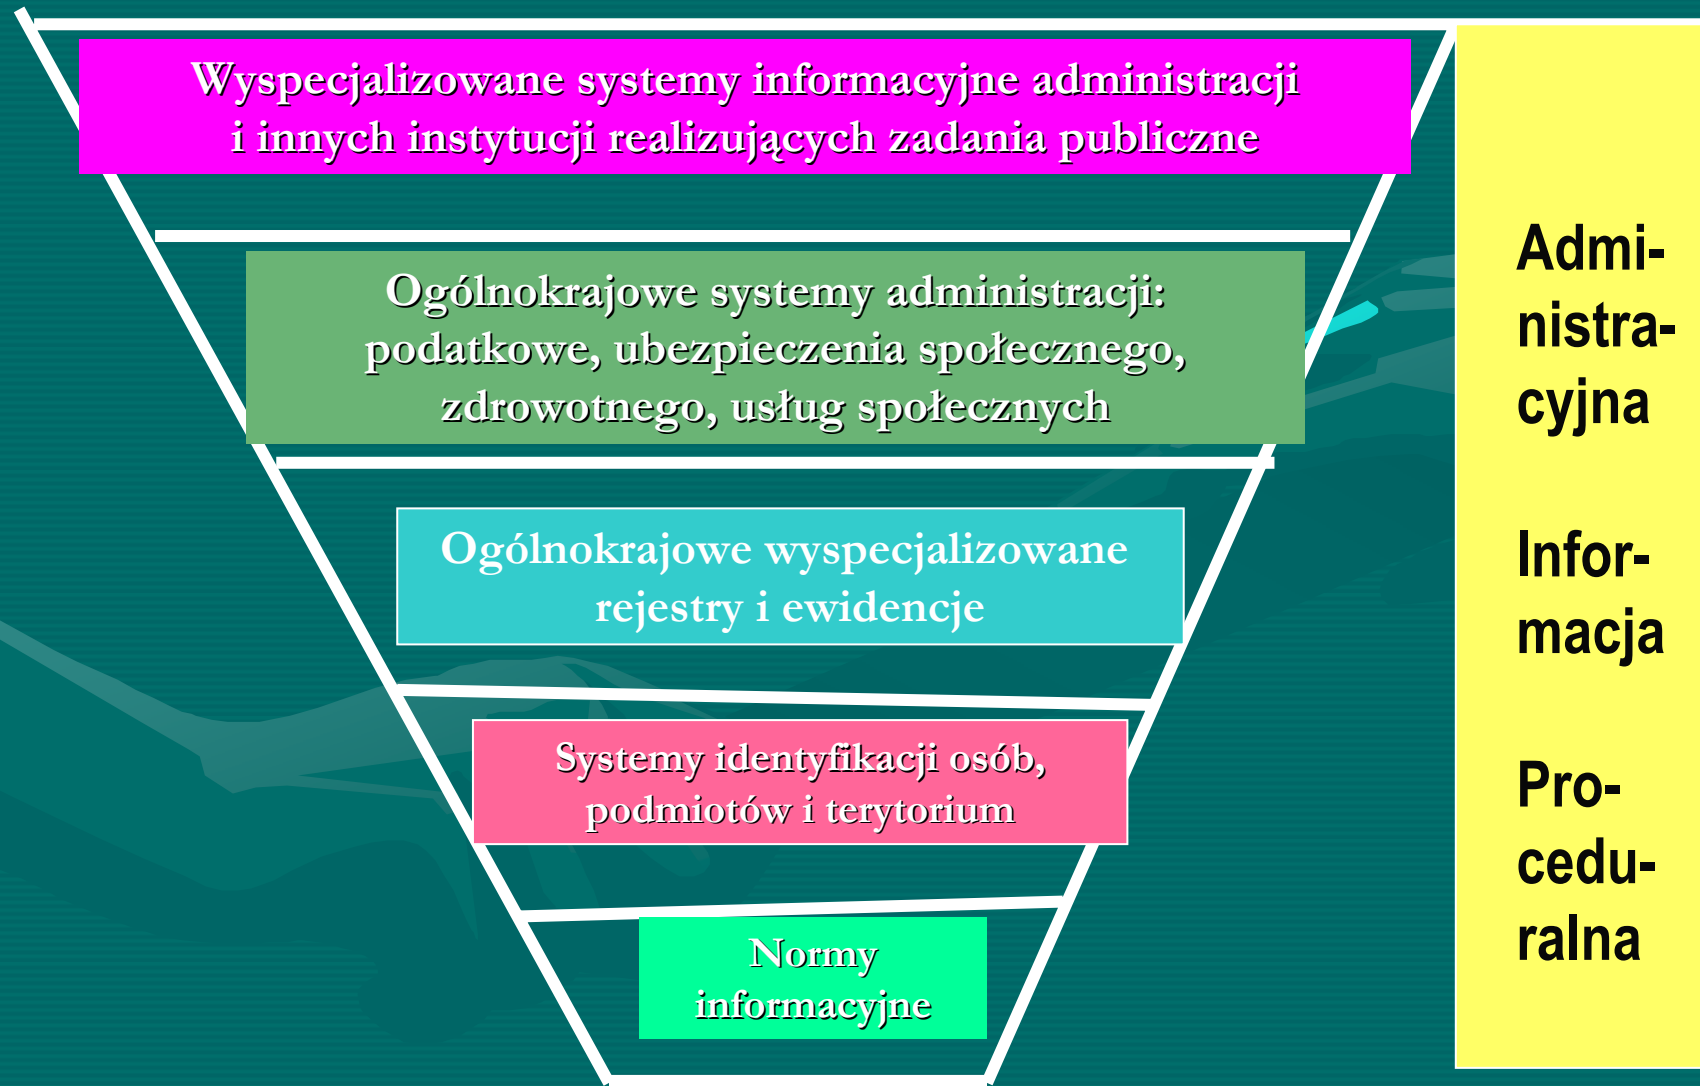 Wyspecjalizowane systemy informacyjne administracji
i innych instytucji realizujących zadania publiczne
Ogólnokrajowe systemy administracji:
podatkowe, ubezpieczenia społecznego,
zdrowotnego, usług społecznych
Ogólnokrajowe wyspecjalizowane
rejestry i ewidencje
Systemy identyfikacji osób,
podmiotów i terytorium
Normy
informacyjne
Admi-
nistra-
cyjna
Infor-
macja
Pro-
cedu-
ralna